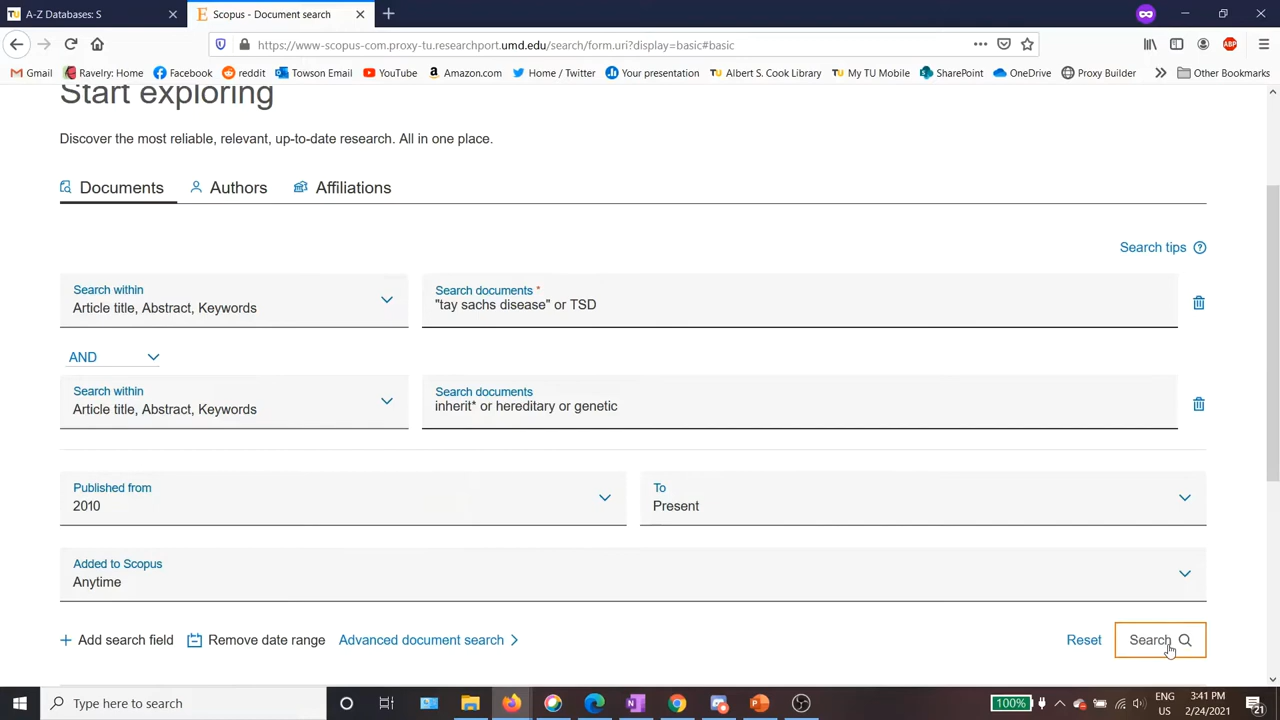 A-Z Databases: S
Scopus - Document search
https://www-scopus-com.proxy-tu.researchport.umd.edu/search/form.uri?display=basic#basic
Gmail Ravelry: Home Facebook reddit Towson Email YouTube Amazon.com Home / Twitter Your presentation Albert S. Cook Library My TU Mobile SharePoint OneDrive Proxy Builder Other Bookmarks
Start exploring
Discover the most reliable, relevant, up-to-date research. All in one place.
Documents Authors Affiliations
Search tips
Search within
Article title, Abstract, Keywords
Search documents *
"tay sachs disease" or TSD
AND
Search within
Article title, Abstract, Keywords
Search documents
inherit* or hereditary or genetic
Published from
2010
To
Present
Added to Scopus
Anytime
Add search field Remove date range Advanced document search Reset Search
Type here to search
100%
ENG
US
3:41 PM
2/24/2021
21